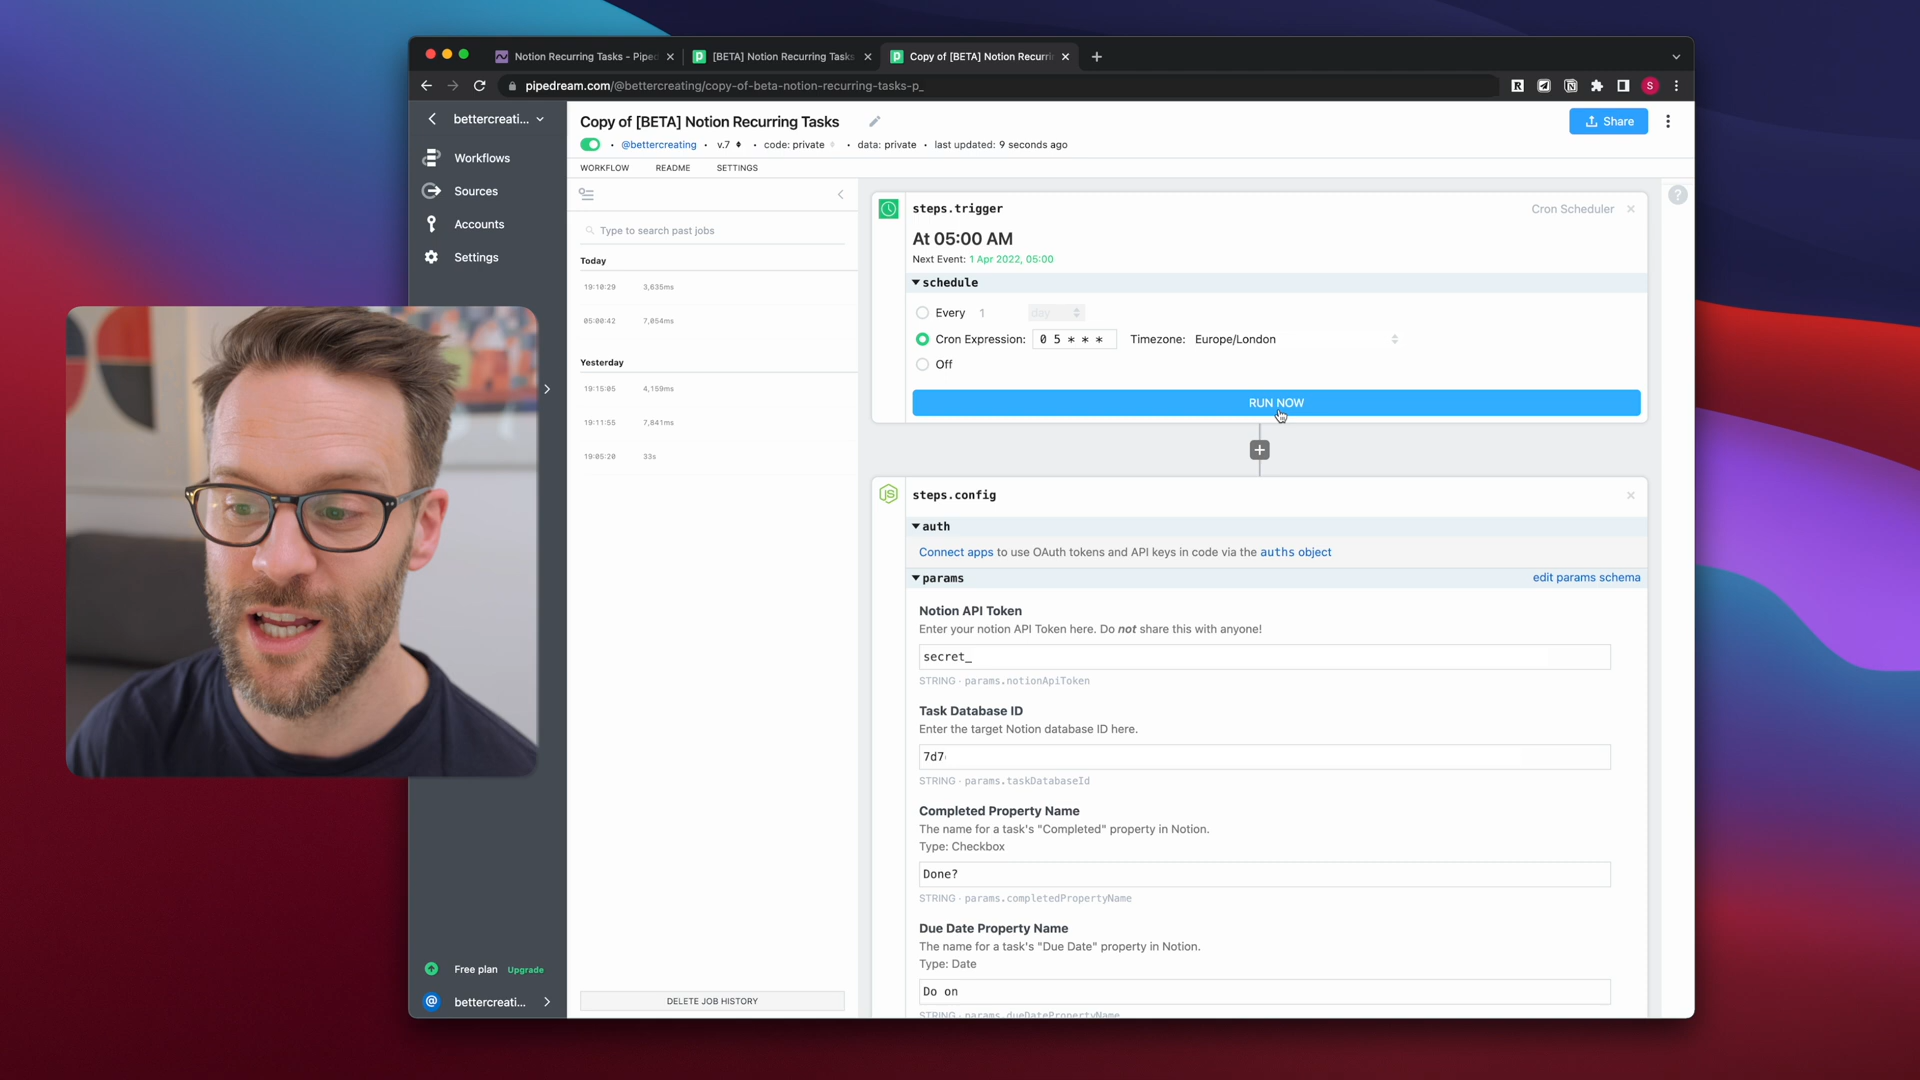 Notion Recurring Tasks - Piped
[BETA] Notion Recurring Tasks
Copy of [BETA] Notion Recurri
pipedream.com/@bettercreating/copy-of-beta-notion-recurring-tasks-p_
R
S
bettercreati...
Workflows
Sources
Accounts
Settings
Free plan Upgrade
@ bettercreati...
Copy of [BETA] Notion Recurring Tasks
Share
• @bettercreating • v.7 • code: private • data: private • last updated: 9 seconds ago
WORKFLOW README SETTINGS
Type to search past jobs
Today
19:10:29 3,635ms
05:00:42 7,054ms
Yesterday
19:15:05 4,159ms
19:11:55 7,841ms
19:05:20 33s
DELETE JOB HISTORY
steps.trigger
Cron Scheduler
At 05:00 AM
Next Event: 1 Apr 2022, 05:00
schedule
Every 1 day
Cron Expression: 0 5 * * * Timezone: Europe/London
Off
RUN NOW
?
JS
steps.config
auth
Connect apps to use OAuth tokens and API keys in code via the auths object
params
edit params schema
Notion API Token
Enter your notion API Token here. Do not share this with anyone!
secret_
STRING · params.notionApiToken
Task Database ID
Enter the target Notion database ID here.
7d7
STRING · params.taskDatabaseId
Completed Property Name
The name for a task's "Completed" property in Notion.
Type: Checkbox
Done?
STRING · params.completedPropertyName
Due Date Property Name
The name for a task's "Due Date" property in Notion.
Type: Date
Do on
STRING · params.dueDatePropertyName